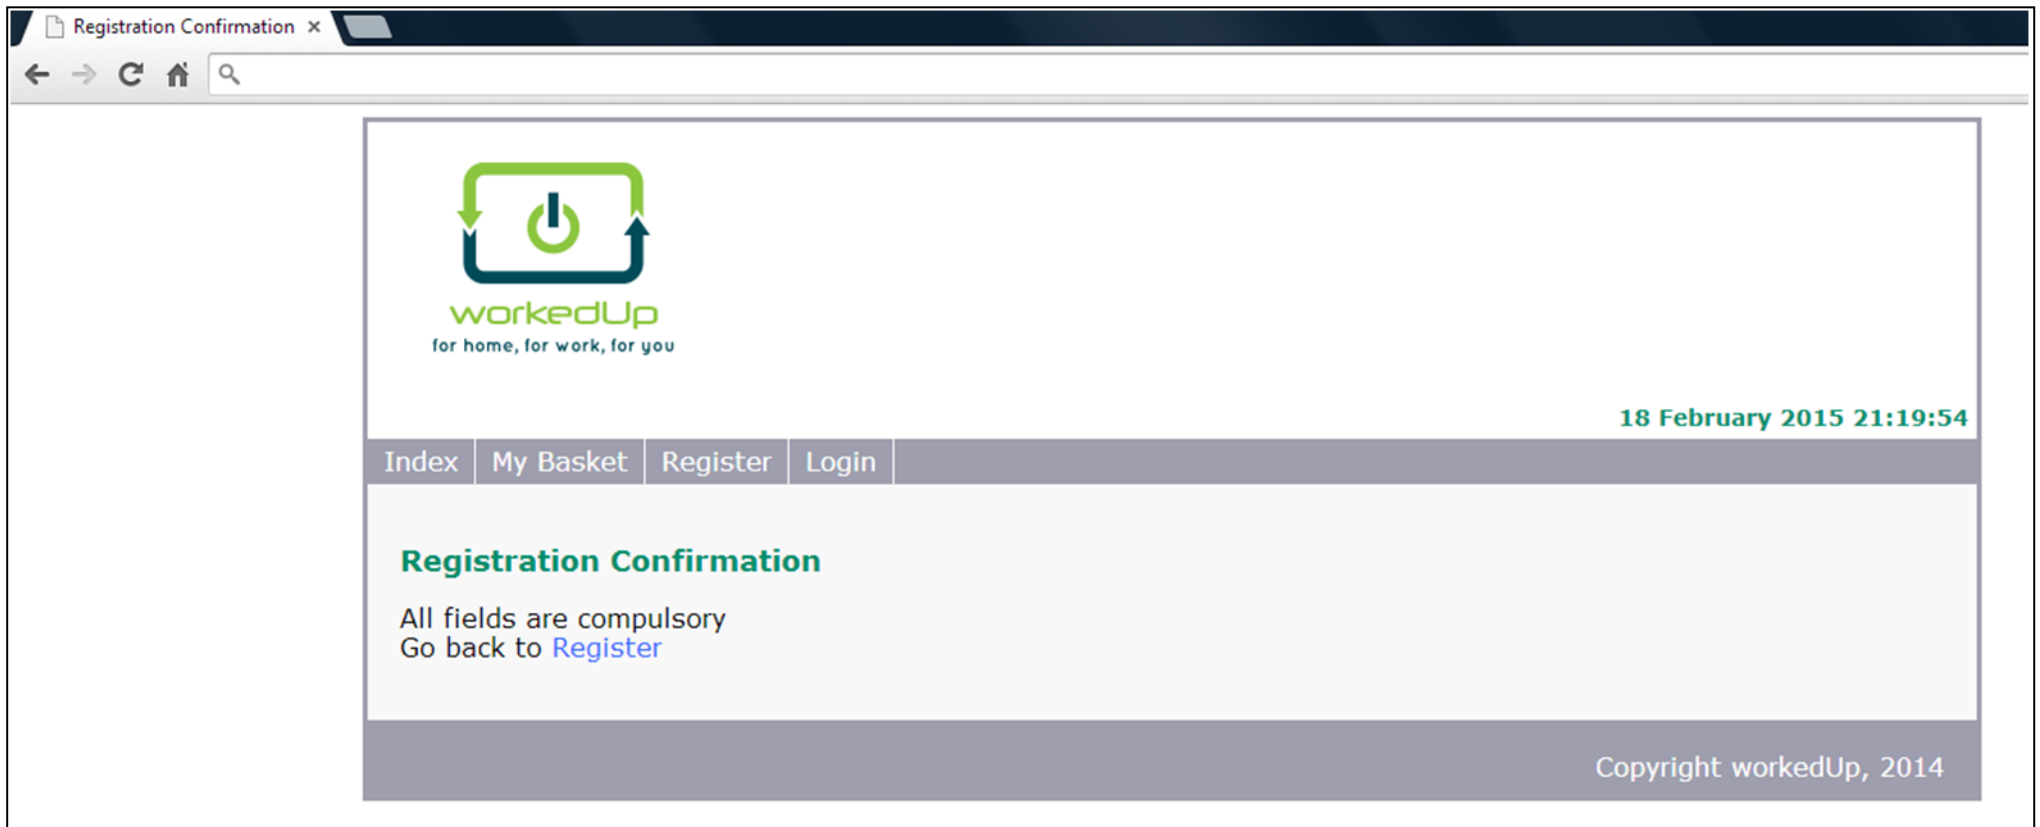 Registration Confirmation
workedUp
for home, for work, for you
18 February 2015 21:19:54
Index My Basket Register Login
Registration Confirmation
All fields are compulsory
Go back to Register
Copyright workedUp, 2014